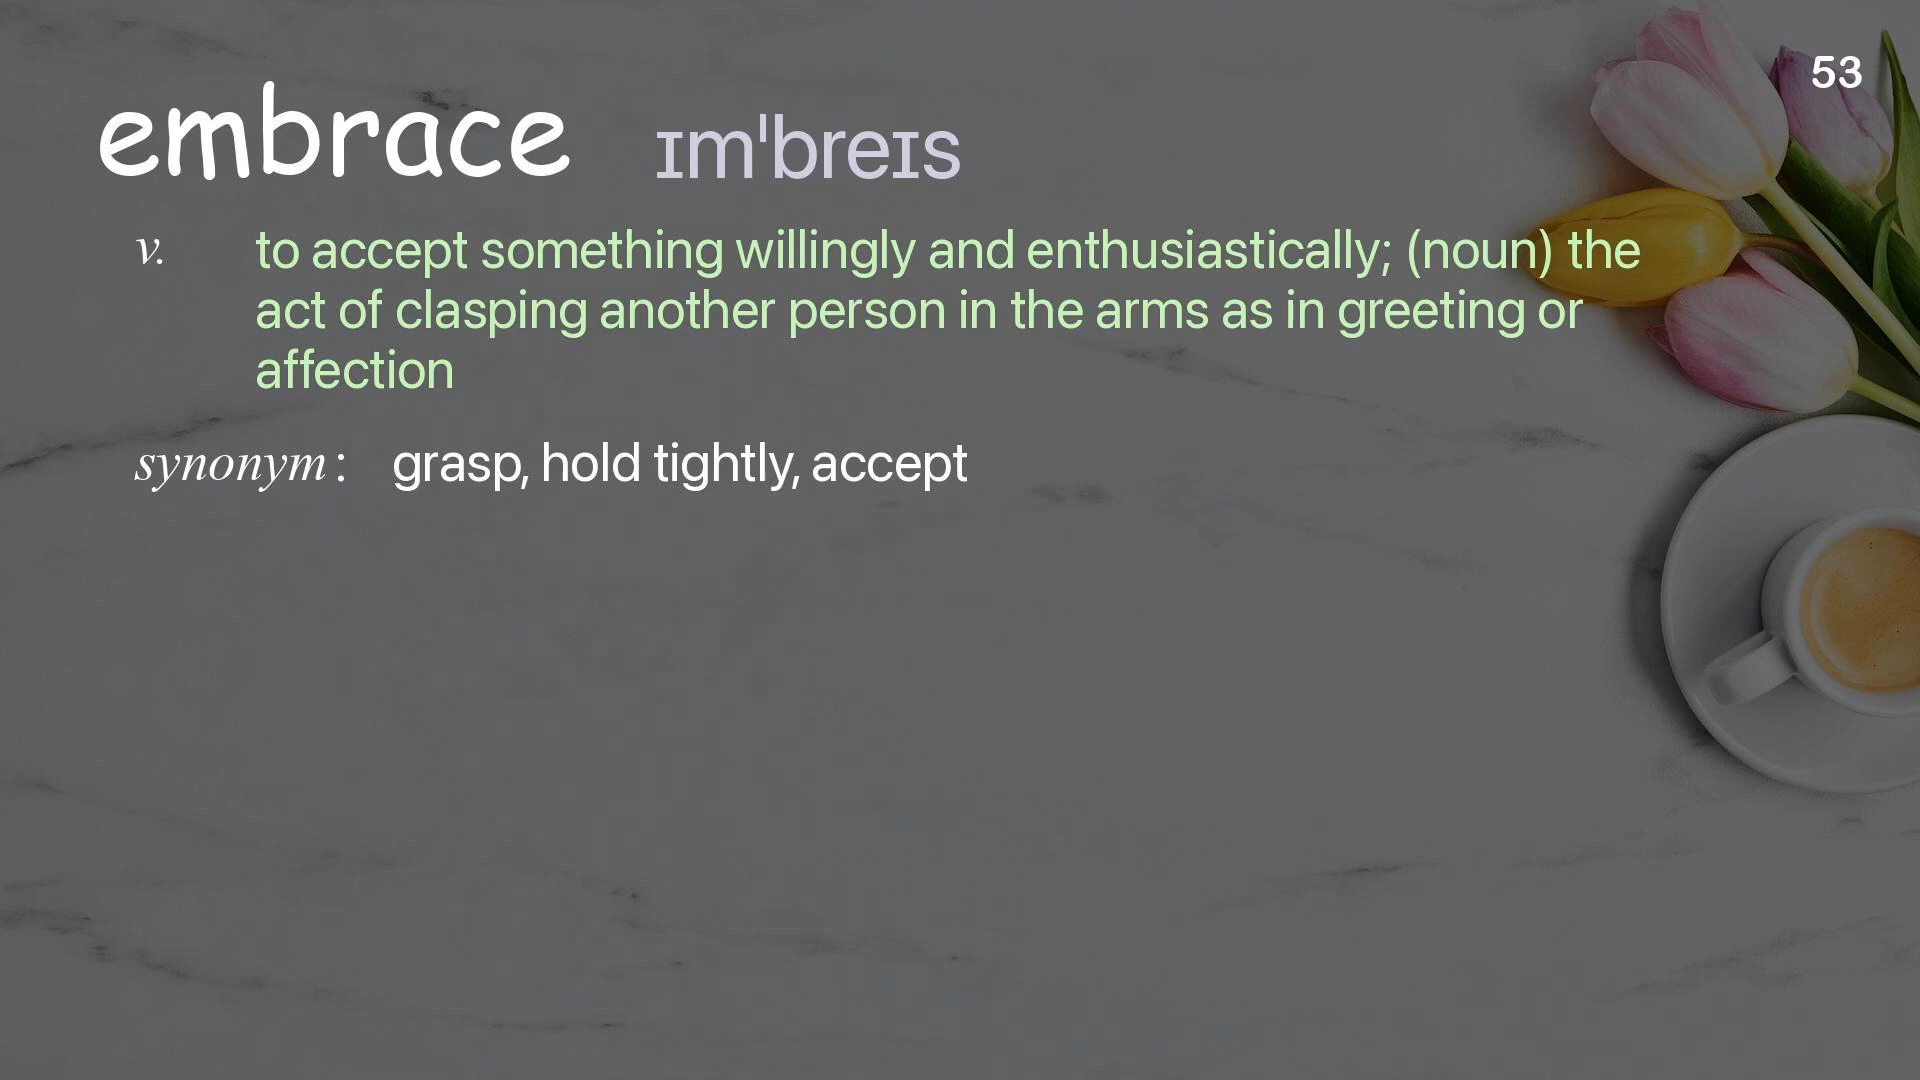 53
embrace ɪmˈbreɪs
v. to accept something willingly and enthusiastically; (noun) the
act of clasping another person in the arms as in greeting or
affection
synonym : grasp, hold tightly, accept